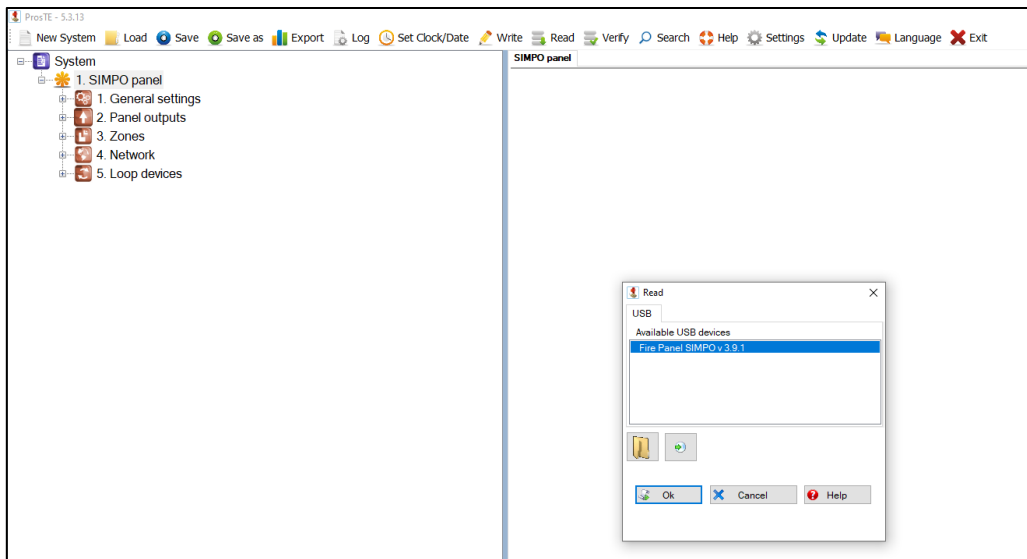 ProsTE - 5.3.13
New System Load Save Save as Export Log Set Clock/Date Write Read Verify Search Help Settings Update Language Exit
System
1. SIMPO panel
1. General settings
2. Panel outputs
3. Zones
4. Network
5. Loop devices
SIMPO panel
Read
USB
Available USB devices
Fire Panel SIMPO v 3.9.1
Ok Cancel Help